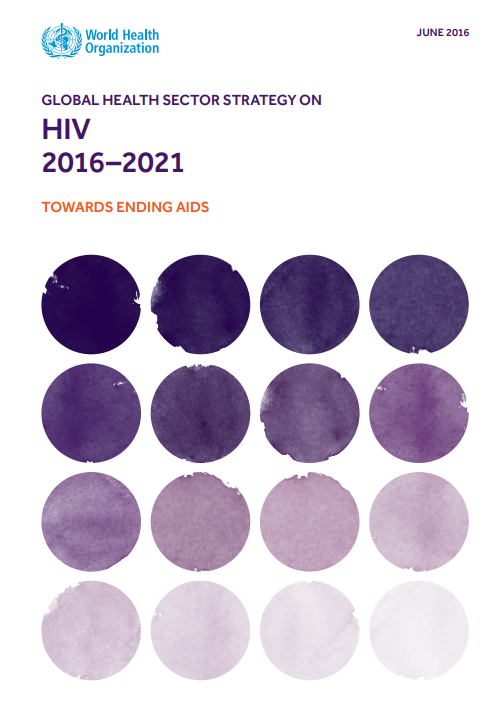 World Health
Organization
JUNE 2016
GLOBAL HEALTH SECTOR STRATEGY ON
HIV
2016–2021
TOWARDS ENDING AIDS